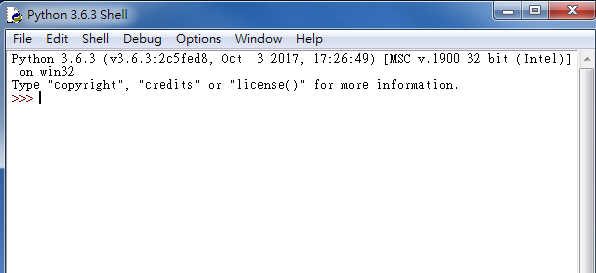 Python 3.6.3 Shell
File Edit Shell Debug Options Window Help
Python 3.6.3 (v3.6.3:2c5fed8, Oct  3 2017, 17:26:49) [MSC v.1900 32 bit (Intel)]
 on win32
Type "copyright", "credits" or "license()" for more information.
>>>